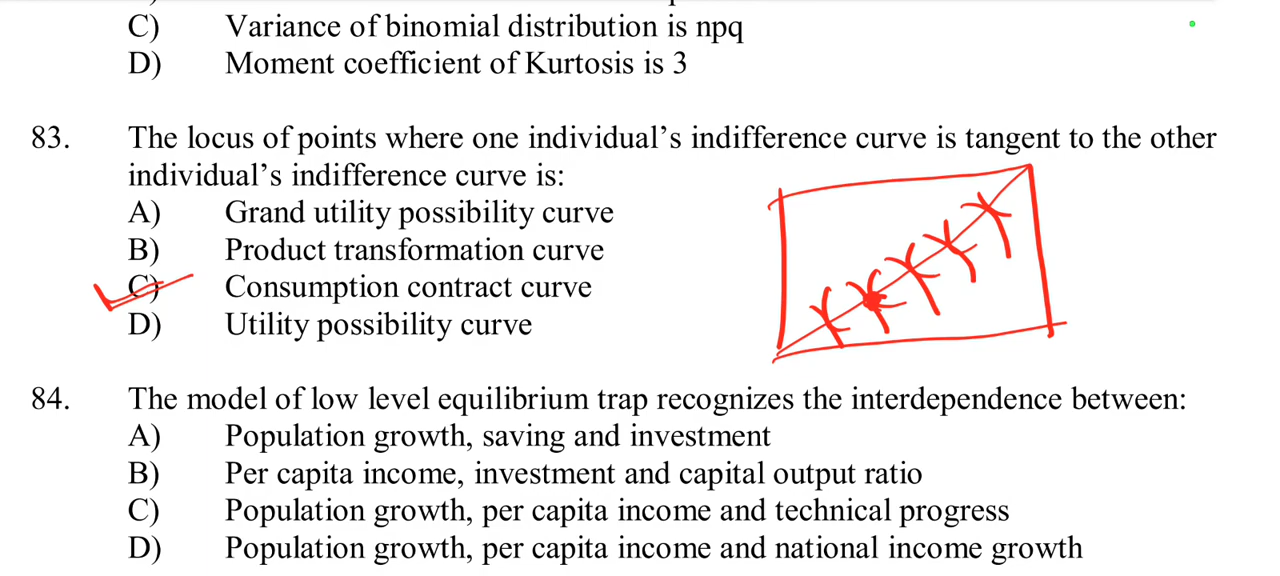 C) Variance of binomial distribution is npq
D) Moment coefficient of Kurtosis is 3
83. The locus of points where one individual’s indifference curve is tangent to the other
individual’s indifference curve is:
A) Grand utility possibility curve
B) Product transformation curve
C) Consumption contract curve
D) Utility possibility curve
84. The model of low level equilibrium trap recognizes the interdependence between:
A) Population growth, saving and investment
B) Per capita income, investment and capital output ratio
C) Population growth, per capita income and technical progress
D) Population growth, per capita income and national income growth